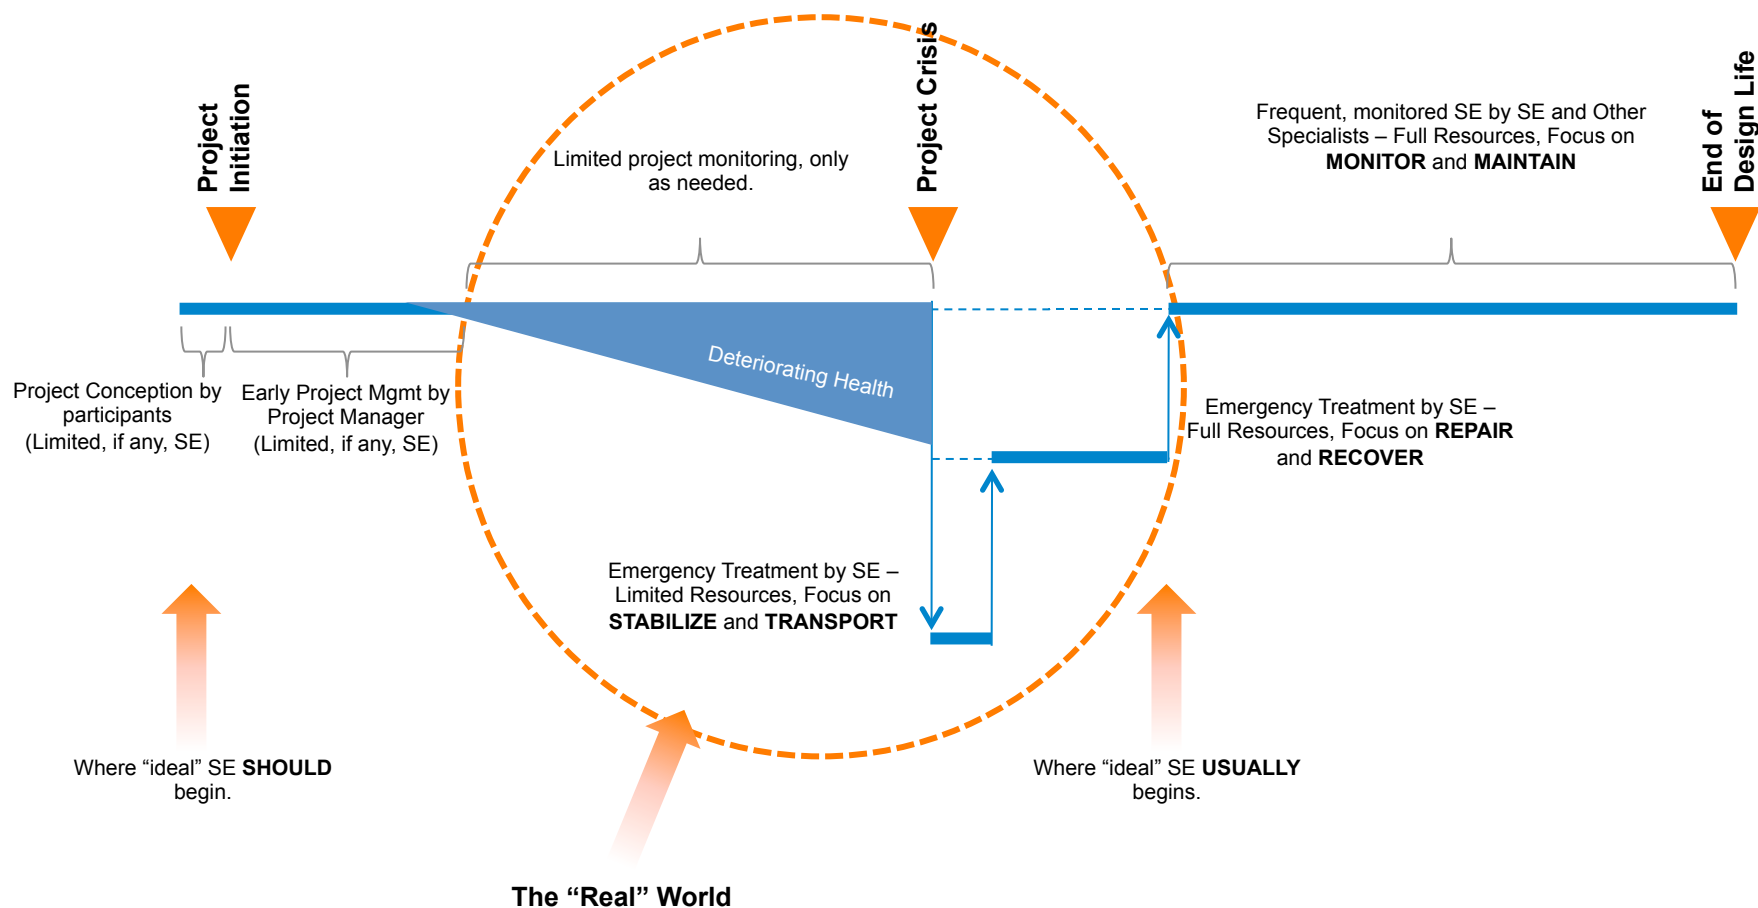 Project
Initiation
Project Crisis
End of
Design Life
Limited project monitoring, only
as needed.
Frequent, monitored SE by SE and Other
Specialists – Full Resources, Focus on
MONITOR and MAINTAIN
Deteriorating Health
Project Conception by
participants
(Limited, if any, SE)
Early Project Mgmt by
Project Manager
(Limited, if any, SE)
Emergency Treatment by SE –
Full Resources, Focus on REPAIR
and RECOVER
Emergency Treatment by SE –
Limited Resources, Focus on
STABILIZE and TRANSPORT
Where “ideal” SE SHOULD
begin.
Where “ideal” SE USUALLY
begins.
The “Real” World